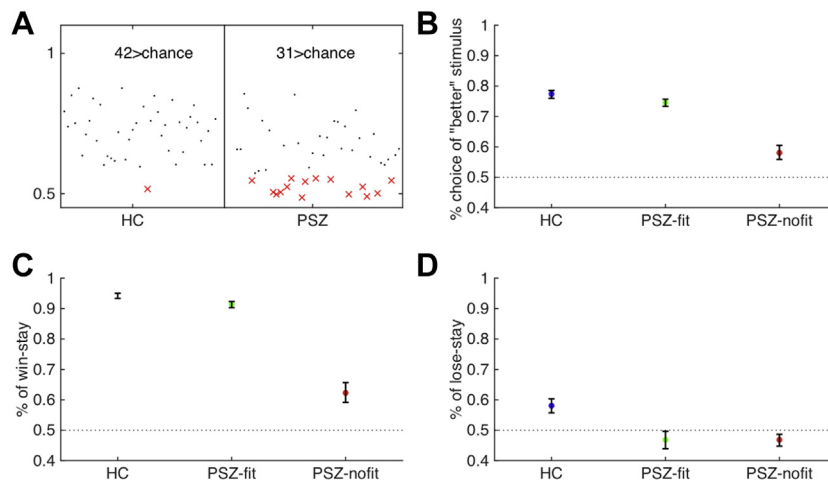 A
1
42>chance
31>chance
0.5
HC
PSZ
B
% choice of "better" stimulus
1
0.9
0.8
0.7
0.6
0.5
0.4
HC
PSZ-fit
PSZ-nofit
C
% of win-stay
1
0.9
0.8
0.7
0.6
0.5
0.4
HC
PSZ-fit
PSZ-nofit
D
% of lose-stay
1
0.9
0.8
0.7
0.6
0.5
0.4
HC
PSZ-fit
PSZ-nofit